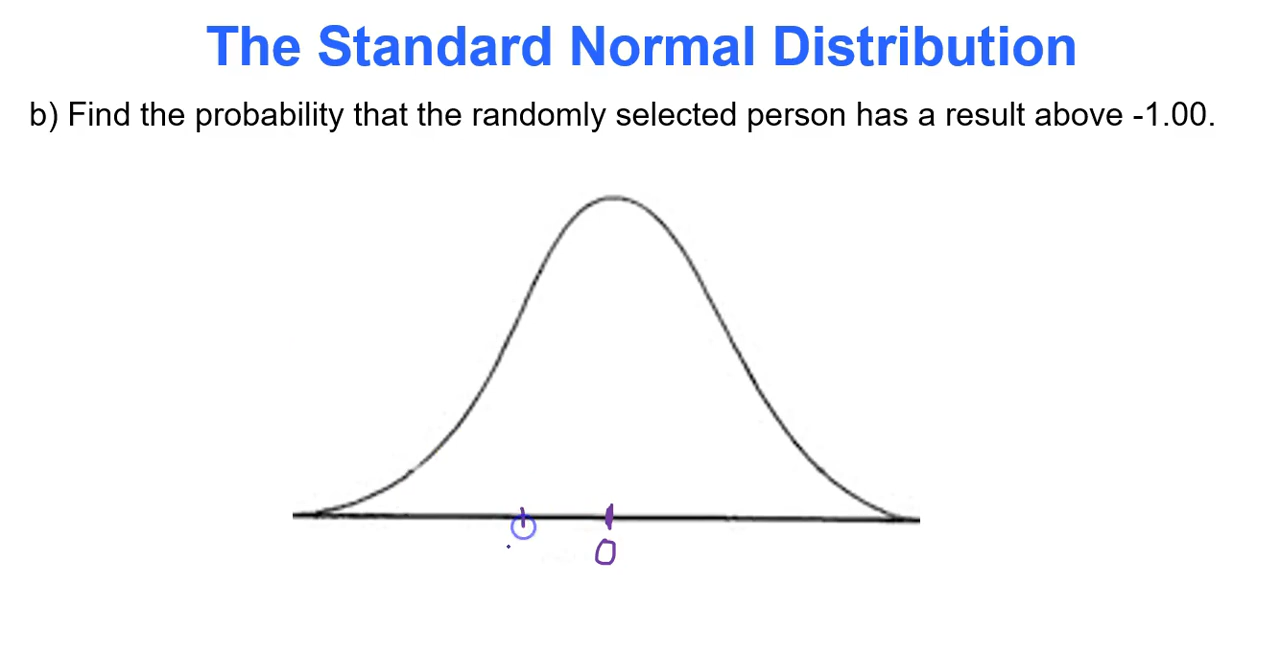 The Standard Normal Distribution
b) Find the probability that the randomly selected person has a result above -1.00.
0